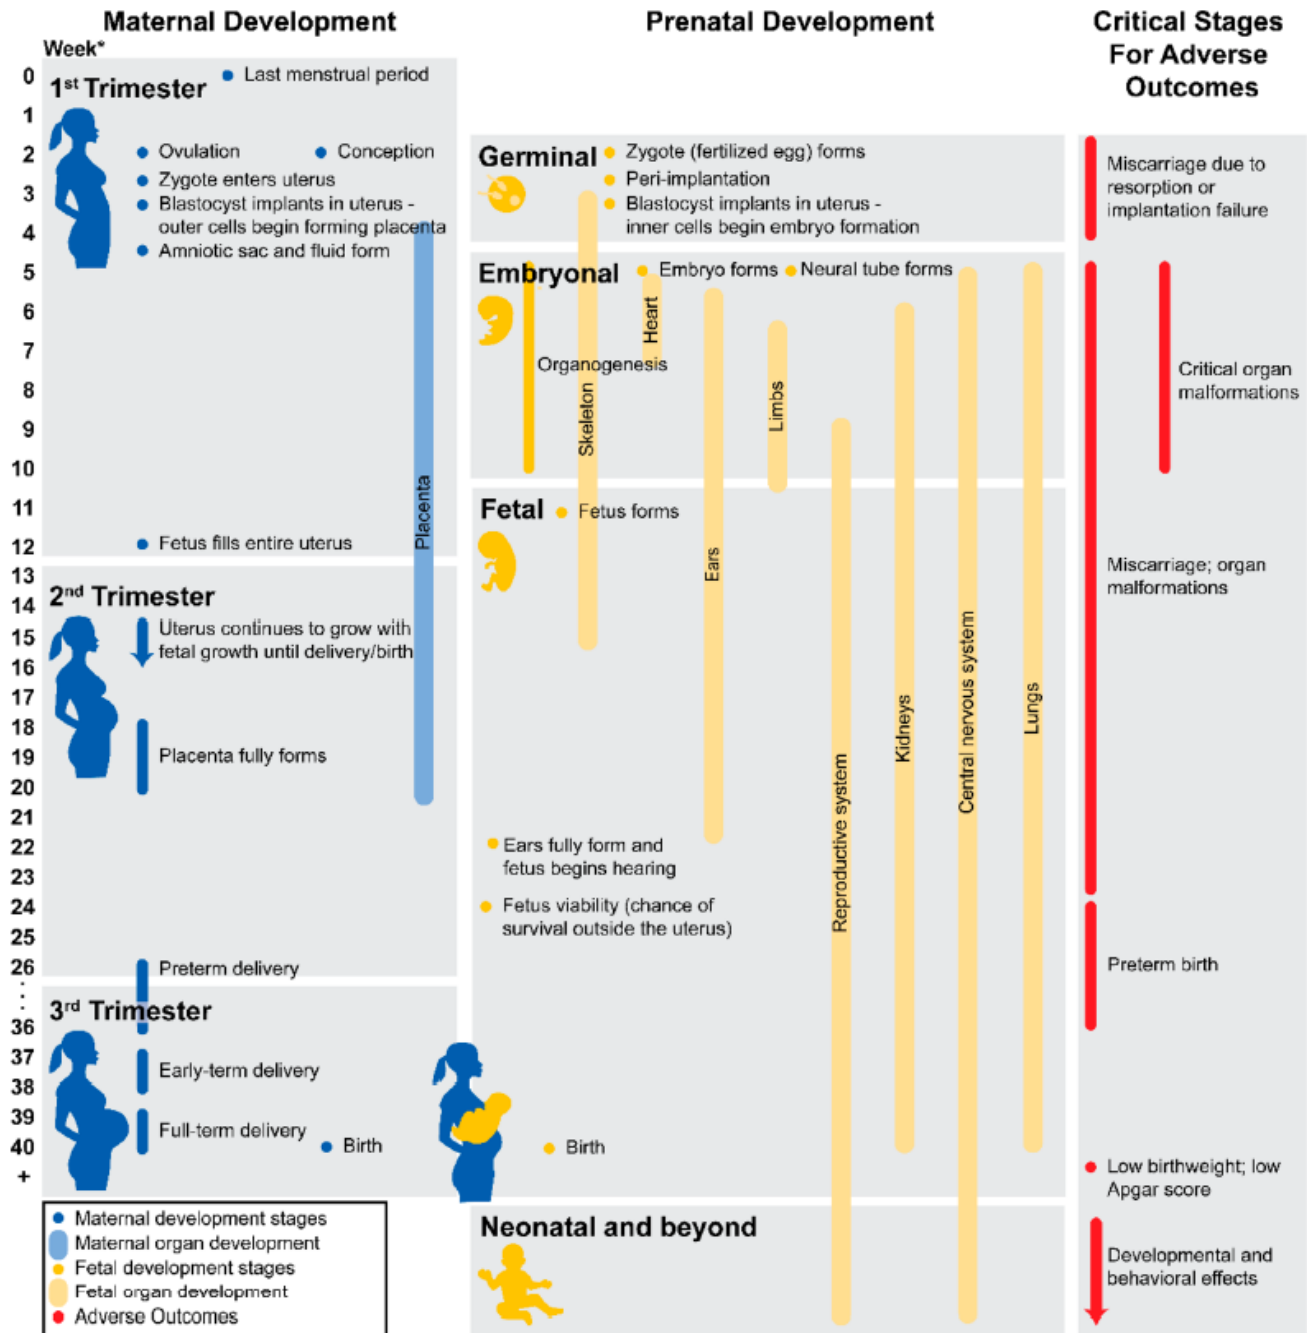 Maternal Development
Week*
0
1
2
3
4
5
6
7
8
9
10
11
12
13
14
15
16
17
18
19
20
21
22
23
24
25
26
⋮
36
37
38
39
40
+
1st Trimester
Last menstrual period
Ovulation
Conception
Zygote enters uterus
Blastocyst implants in uterus -
outer cells begin forming placenta
Amniotic sac and fluid form
Fetus fills entire uterus
Placenta
2nd Trimester
Uterus continues to grow with
fetal growth until delivery/birth
Placenta fully forms
Preterm delivery
3rd Trimester
Early-term delivery
Full-term delivery
Birth
Maternal development stages
Maternal organ development
Fetal development stages
Fetal organ development
Adverse Outcomes
Prenatal Development
Germinal
Zygote (fertilized egg) forms
Peri-implantation
Blastocyst implants in uterus -
inner cells begin embryo formation
Embryonal
Embryo forms
Neural tube forms
Organogenesis
Skeleton
Heart
Ears
Limbs
Reproductive system
Kidneys
Central nervous system
Lungs
Fetal
Fetus forms
Ears fully form and
fetus begins hearing
Fetus viability (chance of
survival outside the uterus)
Birth
Neonatal and beyond
Critical Stages
For Adverse
Outcomes
Miscarriage due to
resorption or
implantation failure
Critical organ
malformations
Miscarriage; organ
malformations
Preterm birth
Low birthweight; low
Apgar score
Developmental and
behavioral effects